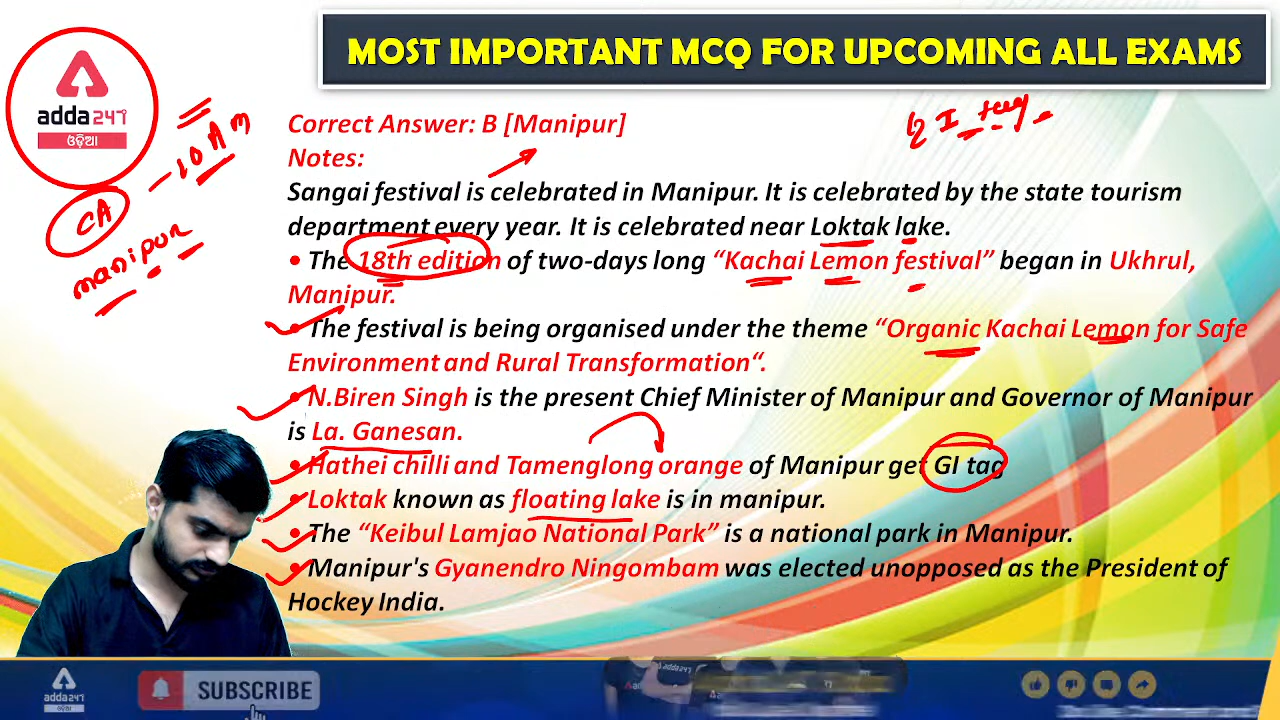 MOST IMPORTANT MCQ FOR UPCOMING ALL EXAMS
adda247
ଓଡ଼ିଆ
10 AM
CA
manipur
GI tag
Correct Answer: B [Manipur]
Notes:
Sangai festival is celebrated in Manipur. It is celebrated by the state tourism
department every year. It is celebrated near Loktak lake.
• The 18th edition of two-days long “Kachai Lemon festival” began in Ukhrul,
Manipur.
• The festival is being organised under the theme “Organic Kachai Lemon for Safe
Environment and Rural Transformation“.
• N.Biren Singh is the present Chief Minister of Manipur and Governor of Manipur
is La. Ganesan.
• Hathei chilli and Tamenglong orange of Manipur get GI tag
• Loktak known as floating lake is in manipur.
• The “Keibul Lamjao National Park” is a national park in Manipur.
• Manipur's Gyanendro Ningombam was elected unopposed as the President of
Hockey India.
adda247
ଓଡ଼ିଆ
SUBSCRIBE